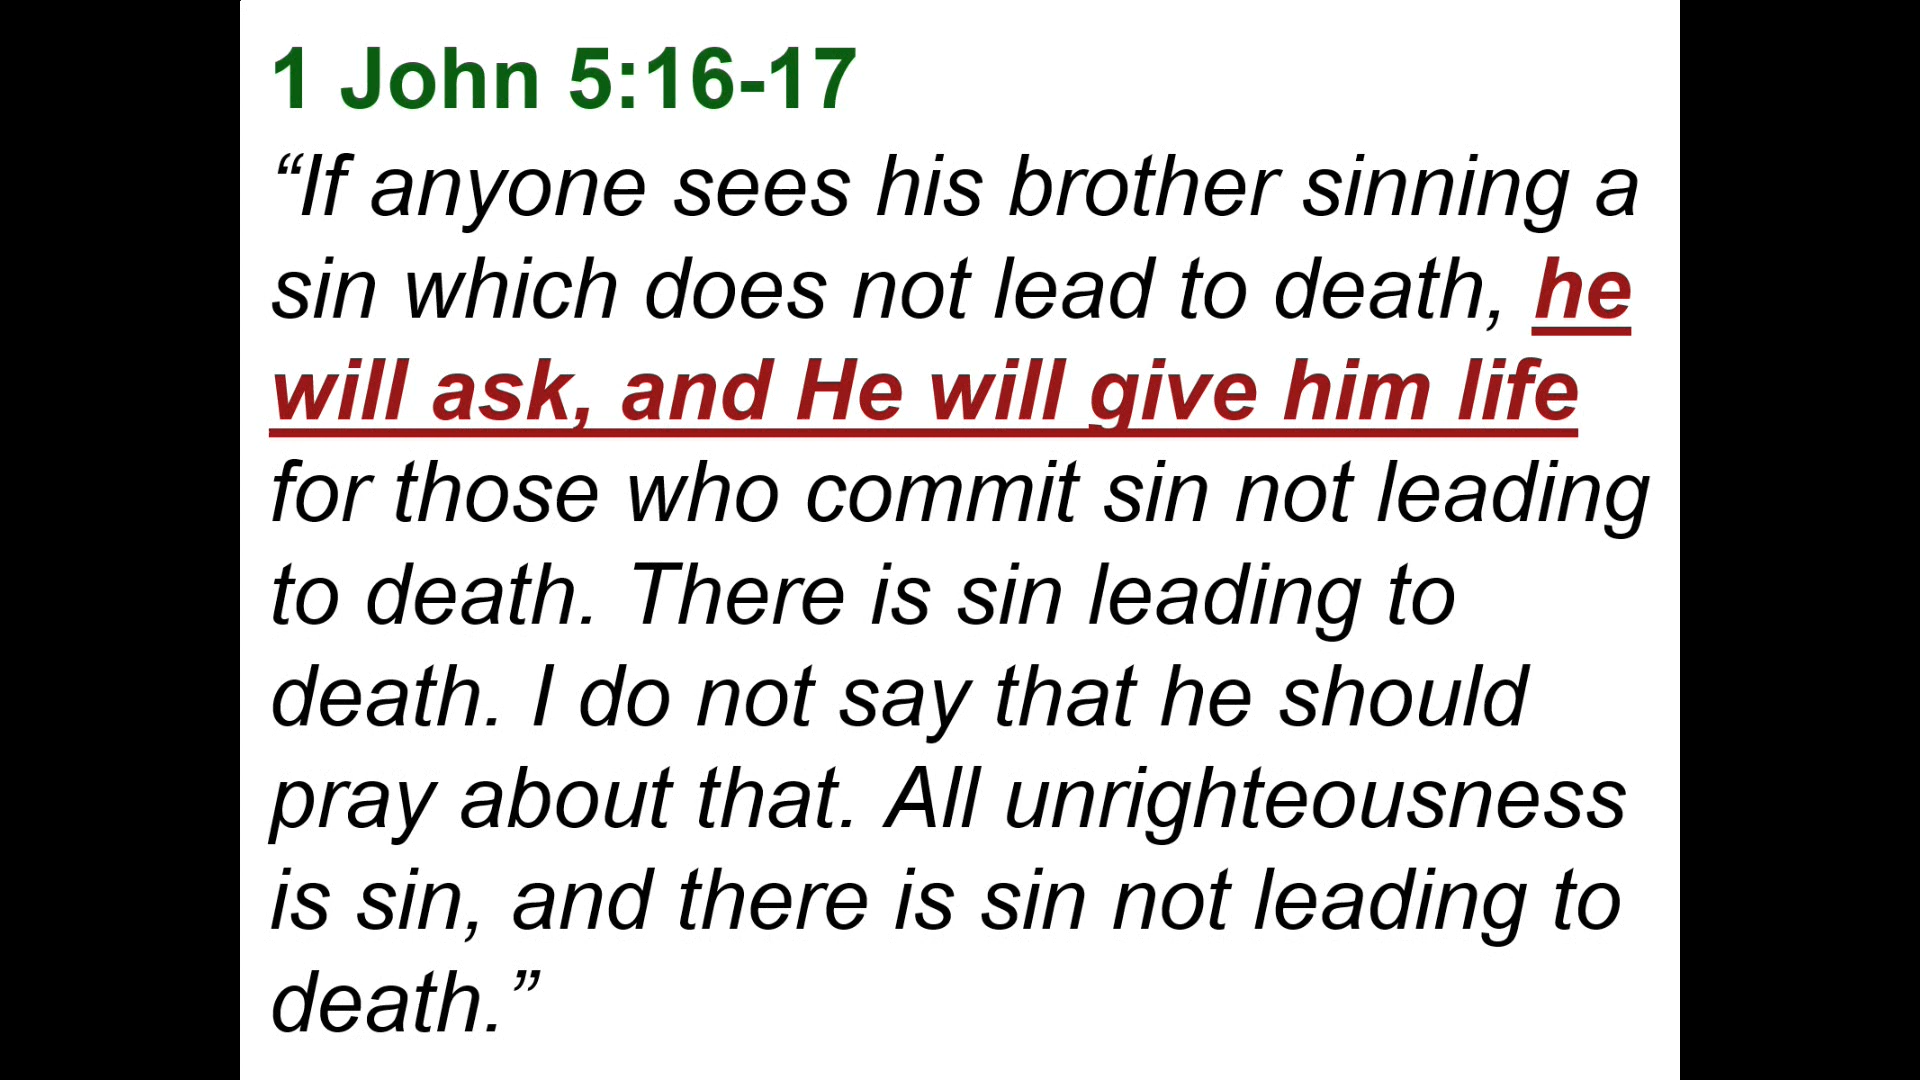 1 John 5:16-17
“If anyone sees his brother sinning a
sin which does not lead to death, he
will ask, and He will give him life
for those who commit sin not leading
to death. There is sin leading to
death. I do not say that he should
pray about that. All unrighteousness
is sin, and there is sin not leading to
death.”